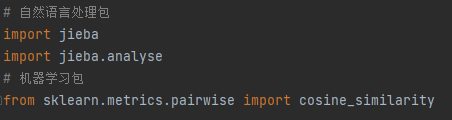 # 自然语言处理包
import jieba
import jieba.analyse
# 机器学习包
from sklearn.metrics.pairwise import cosine_similarity